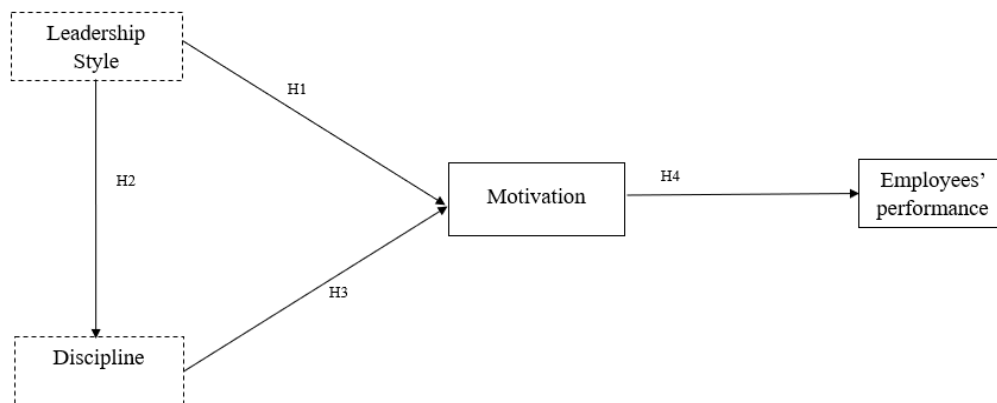 Leadership
Style
H1
H2
Motivation
H4
Employees’
performance
H3
Discipline